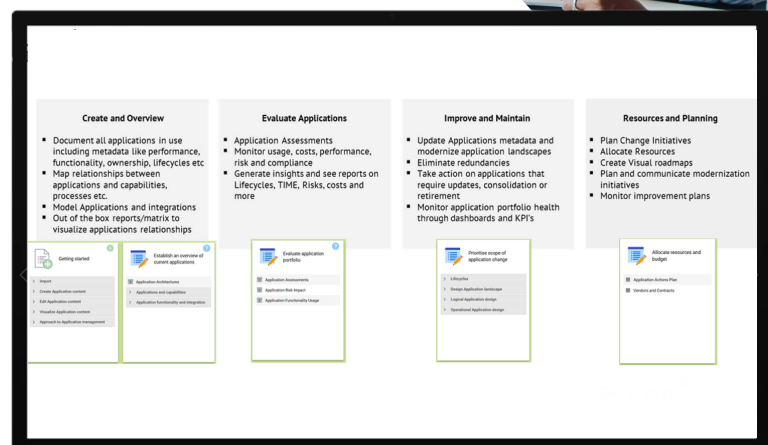 Create and Overview
Document all applications in use
including metadata like performance,
functionality, ownership, lifecycles etc
Map relationships between
applications and capabilities,
processes etc.
Model Applications and integrations
Out of the box reports/matrix to
visualize applications relationships
Evaluate Applications
Application Assessments
Monitor usage, costs, performance,
risk and compliance
Generate insights and see reports on
Lifecycles, TIME, Risks, costs and
more
Improve and Maintain
Update Applications metadata and
modernize application landscapes
Eliminate redundancies
Take action on applications that
require updates, consolidation or
retirement.
Monitor application portfolio health
through dashboards and KPI's
Resources and Planning
Plan Change Initiatives
Allocate Resources
Create Visual roadmaps
Plan and communicate modernization
initiatives
Monitor improvement plans
Getting started
Import
Create Application content
Edit Application content
Visualize Application content
Approach to Application management
Establish an overview of
current applications
Application Architectures
Applications and capabilities
Application functionality and integration
Evaluate application
portfolio
Application Assessments
Application Risk Impact
Application Functionality Usage
Prioritise scope of
application change
Lifecycles
Design Application landscape
Logical Application design
Operational Application design
Allocate resources and
budget
Application Actions Plan
Vendors and Contracts